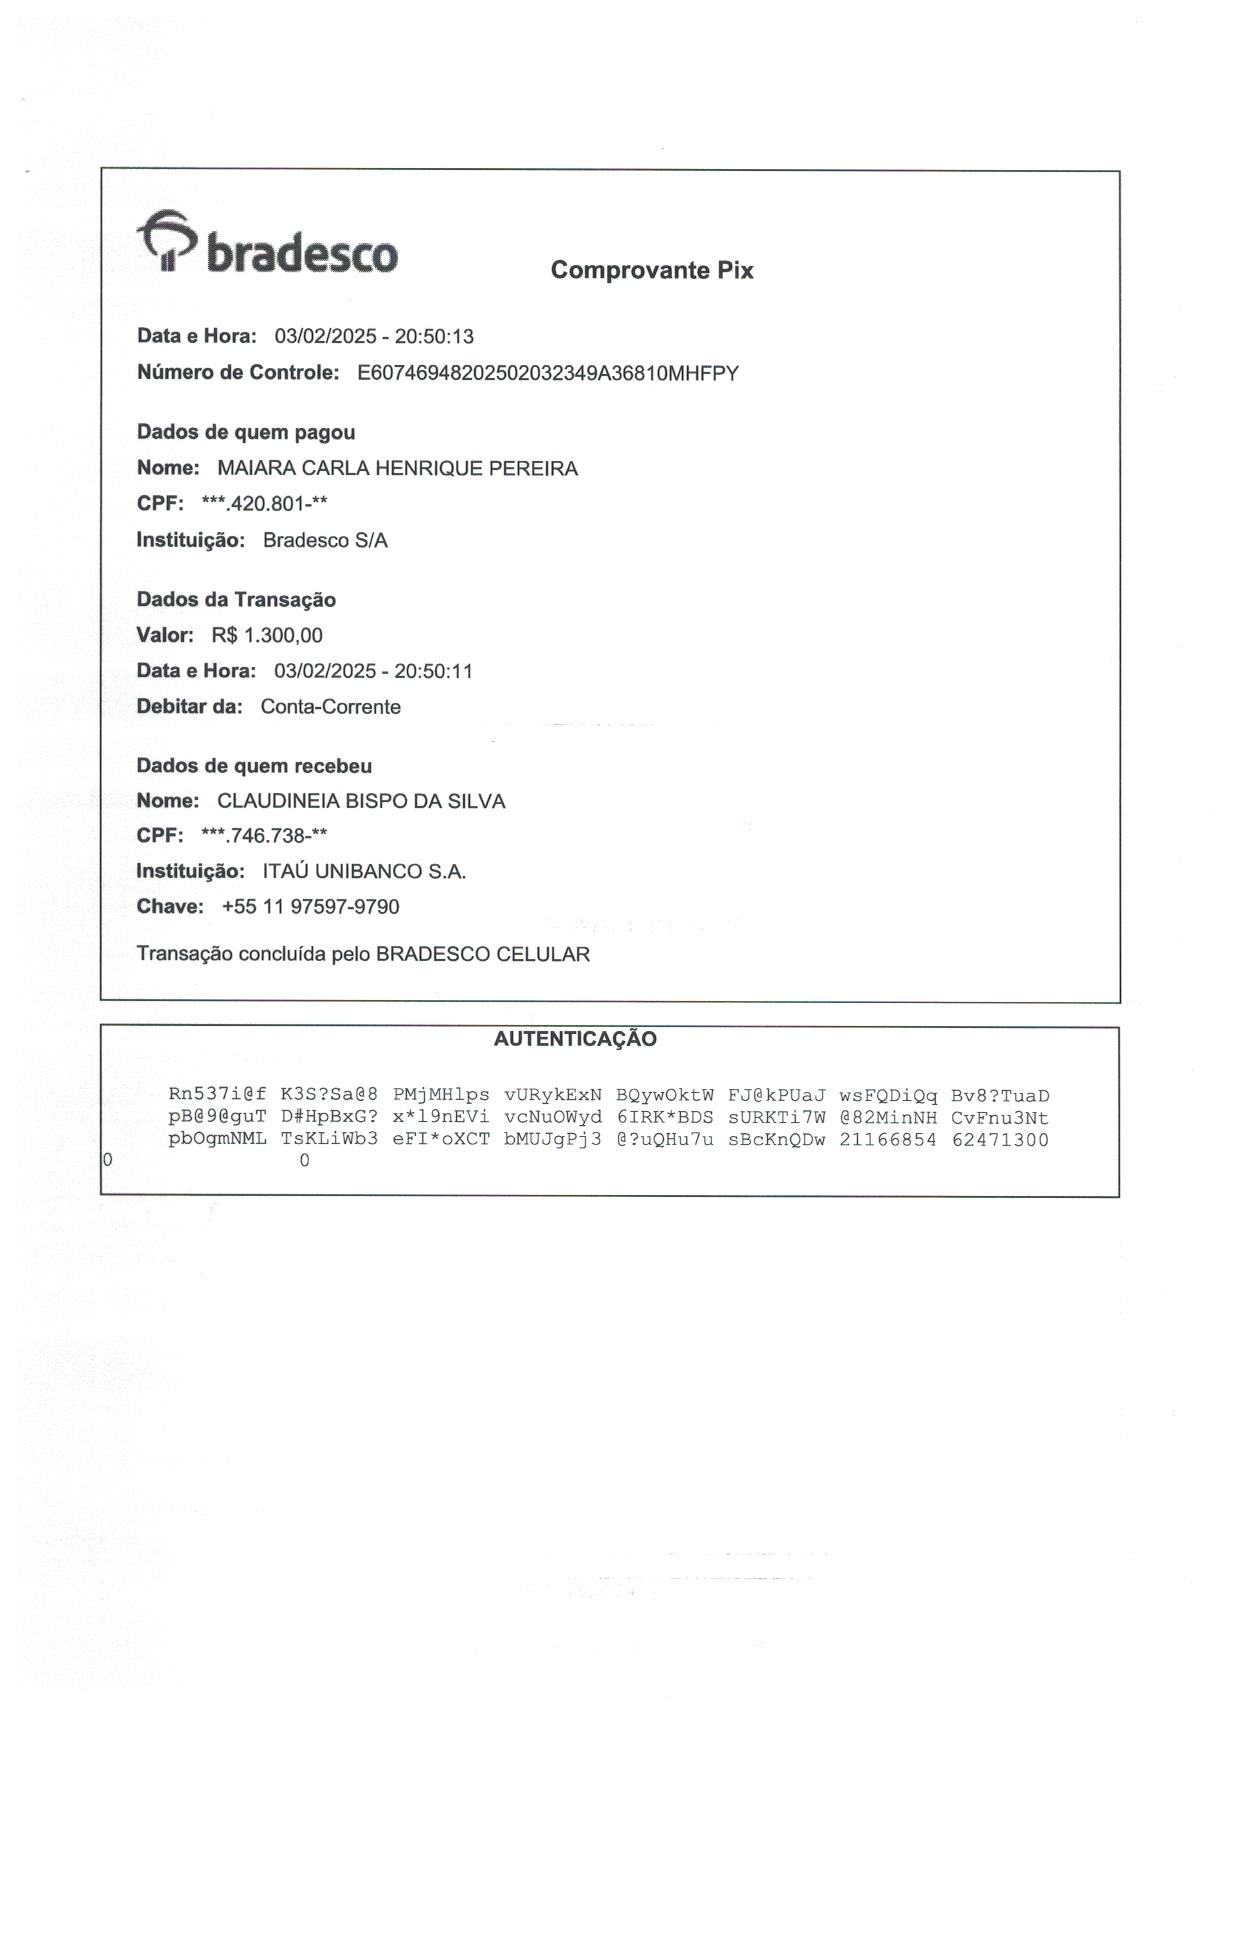 bradesco
Comprovante Pix
Data e Hora: 03/02/2025 - 20:50:13
Número de Controle: E60746948202502032349A36810MHFPY
Dados de quem pagou
Nome: MAIARA CARLA HENRIQUE PEREIRA
CPF: ***.420.801-**
Instituição: Bradesco S/A
Dados da Transação
Valor: R$ 1.300,00
Data e Hora: 03/02/2025 - 20:50:11
Debitar da: Conta-Corrente
Dados de quem recebeu
Nome: CLAUDINEIA BISPO DA SILVA
CPF: ***.746.738-**
Instituição: ITAÚ UNIBANCO S.A.
Chave: +55 11 97597-9790
Transação concluída pelo BRADESCO CELULAR
AUTENTICAÇÃO
Rn537i@f K3S?Sa@8 PMjMHlps vURykExN BQywOktW FJ@kPUaJ wsFQDiQq Bv8?TuaD
pB@9@guT D#HpBxG? x*l9nEVi vcNuOWyd 6IRK*BDS sURKTi7W @82MinNH CvFnu3Nt
pbOgmNML TsKLiWb3 eFI*oXCT bMUJgPj3 @?uQHu7u sBcKnQDw 21166854 62471300
0 0